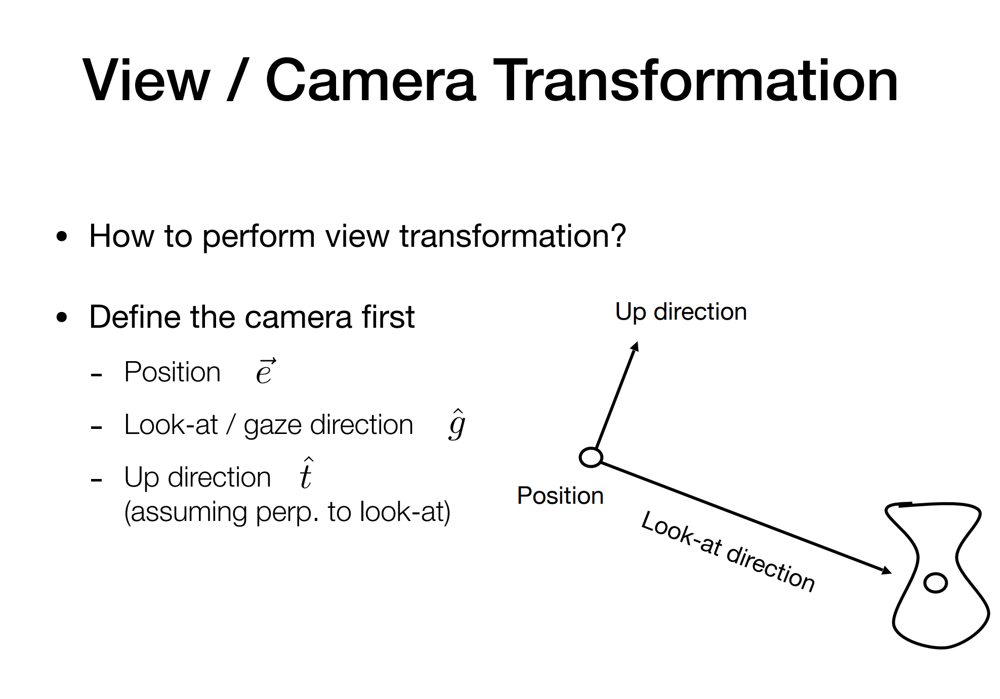 View / Camera Transformation
• How to perform view transformation?
• Define the camera first
- Position $\vec{e}$
- Look-at / gaze direction $\hat{g}$
- Up direction $\hat{t}$
(assuming perp. to look-at)
Up direction
Position
Look-at direction